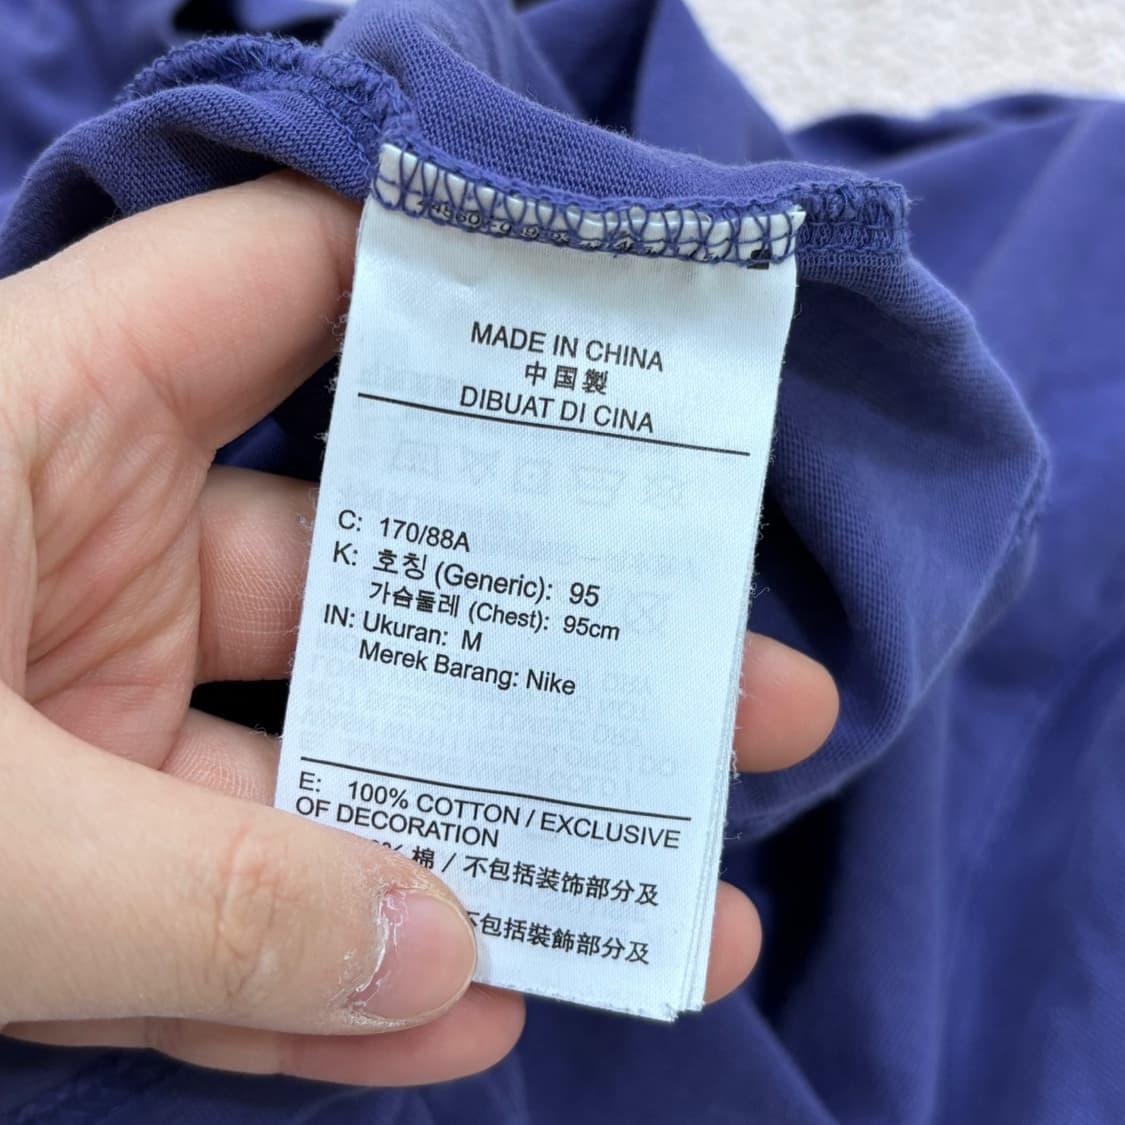 MADE IN CHINA
中国製
DIBUAT DI CINA
C: 170/88A
K: 호칭 (Generic): 95
가슴둘레 (Chest): 95cm
IN: Ukuran: M
Merek Barang: Nike
E: 100% COTTON / EXCLUSIVE
OF DECORATION
% 棉 / 不包括装饰部分及
不包括裝飾部分及